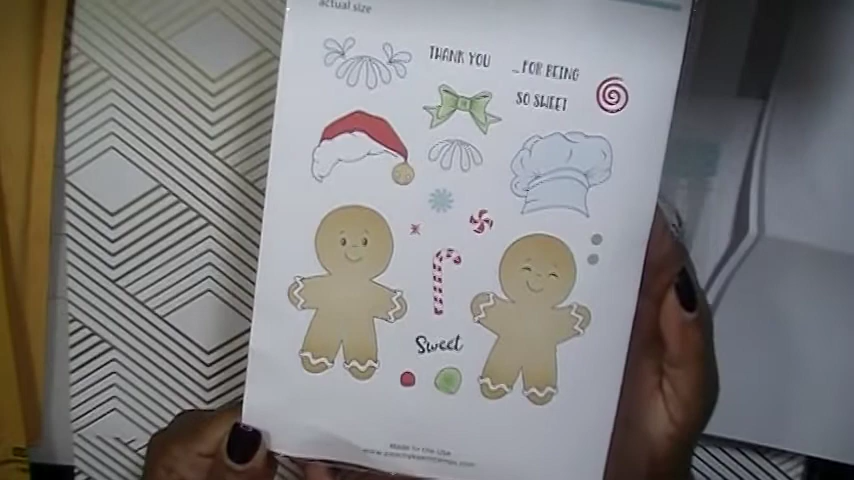 actual size
THANK YOU
...FOR BEING
SO SWEET
Sweet
Made in the USA